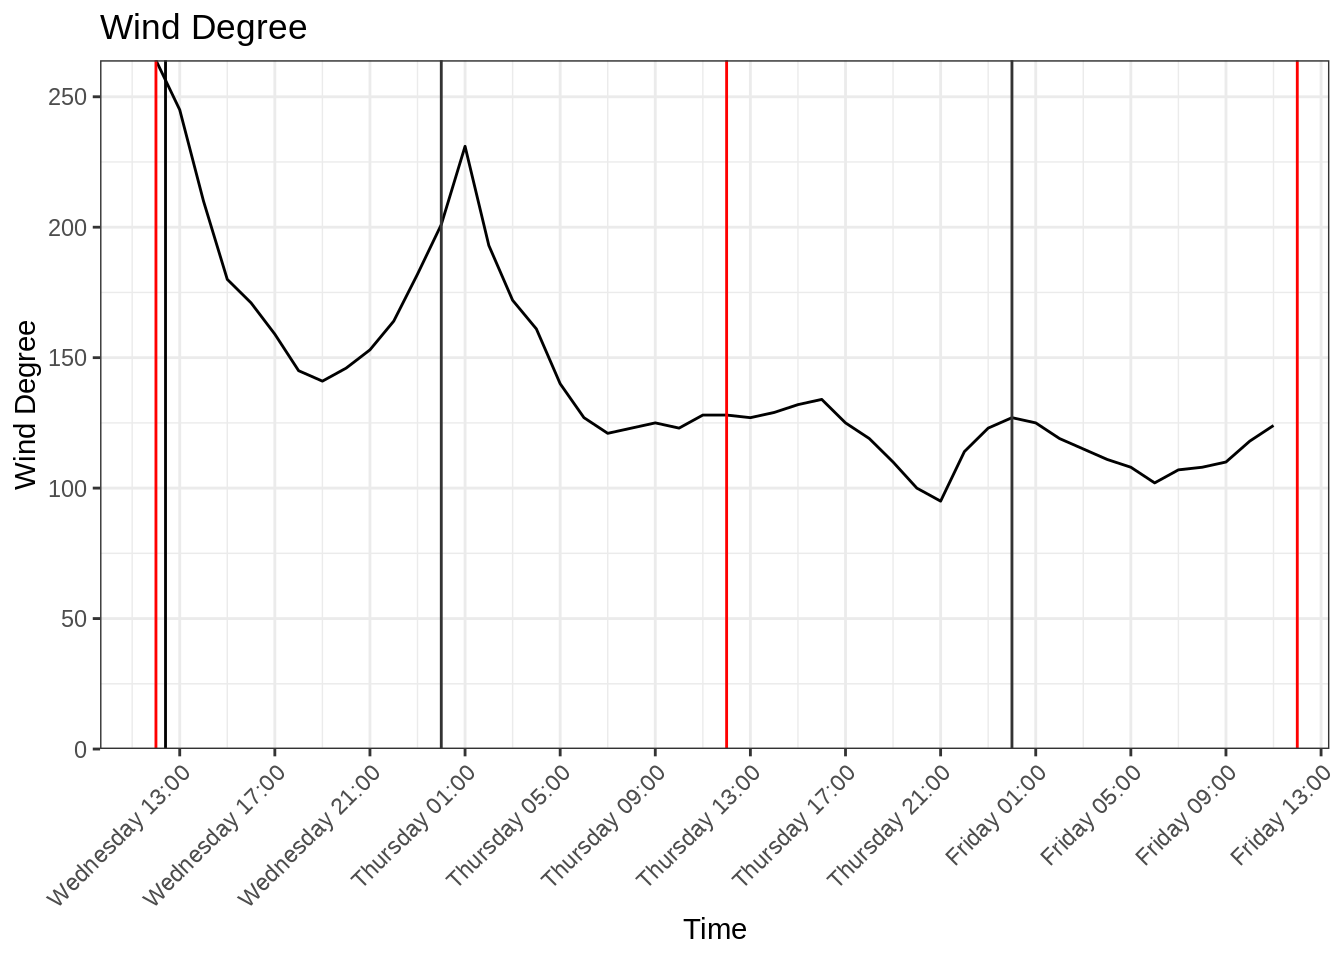 Wind Degree
Wind Degree
250
200
150
100
50
0
Wednesday 13:00
Wednesday 17:00
Wednesday 21:00
Thursday 01:00
Thursday 05:00
Thursday 09:00
Thursday 13:00
Thursday 17:00
Thursday 21:00
Friday 01:00
Friday 05:00
Friday 09:00
Friday 13:00
Time